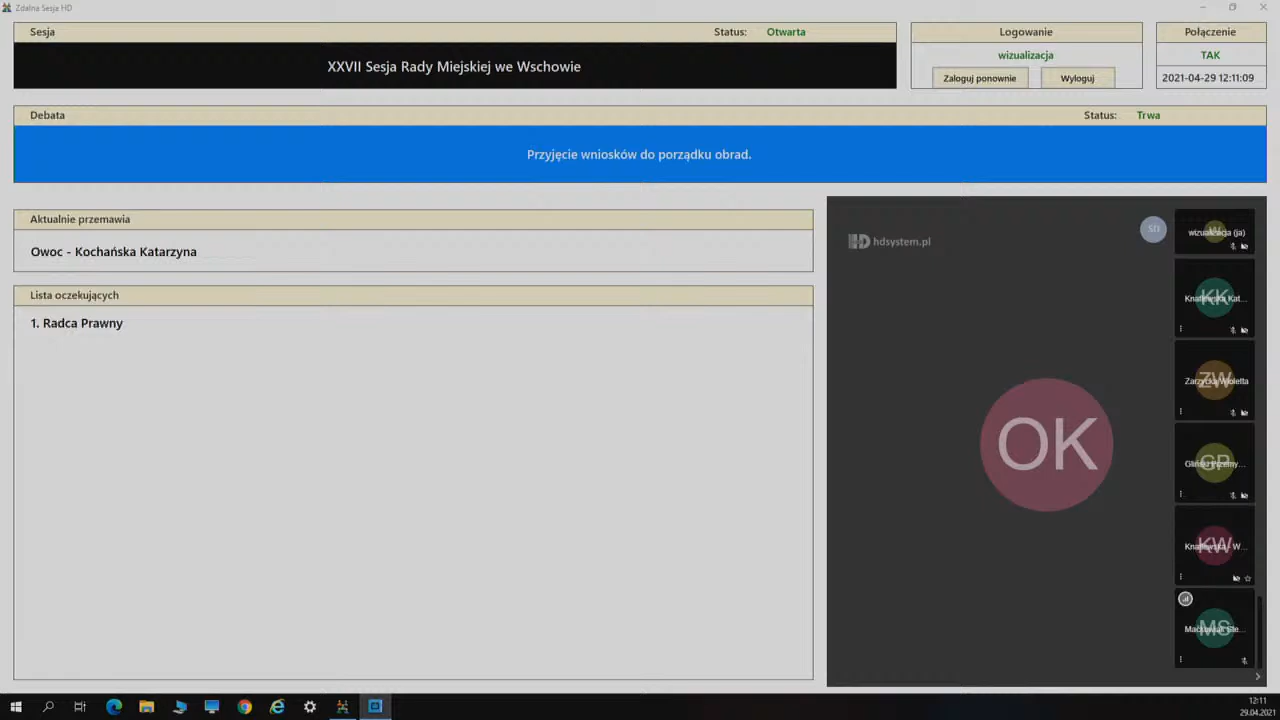 Zdalna Sesja HD
Sesja
Status: Otwarta
XXVII Sesja Rady Miejskiej we Wschowie
Logowanie
wizualizacja
Zaloguj ponownie
Wyloguj
Połączenie
TAK
2021-04-29 12:11:09
Debata
Status: Trwa
Przyjęcie wniosków do porządku obrad.
Aktualnie przemawia
Owoc - Kochańska Katarzyna
Lista oczekujących
1. Radca Prawny
hdsystem.pl
SD
OK
wizualizacja (ja)
KK
ZW
Zarzycka Wioletta
GP
KW
MS
12:11
29.04.2021